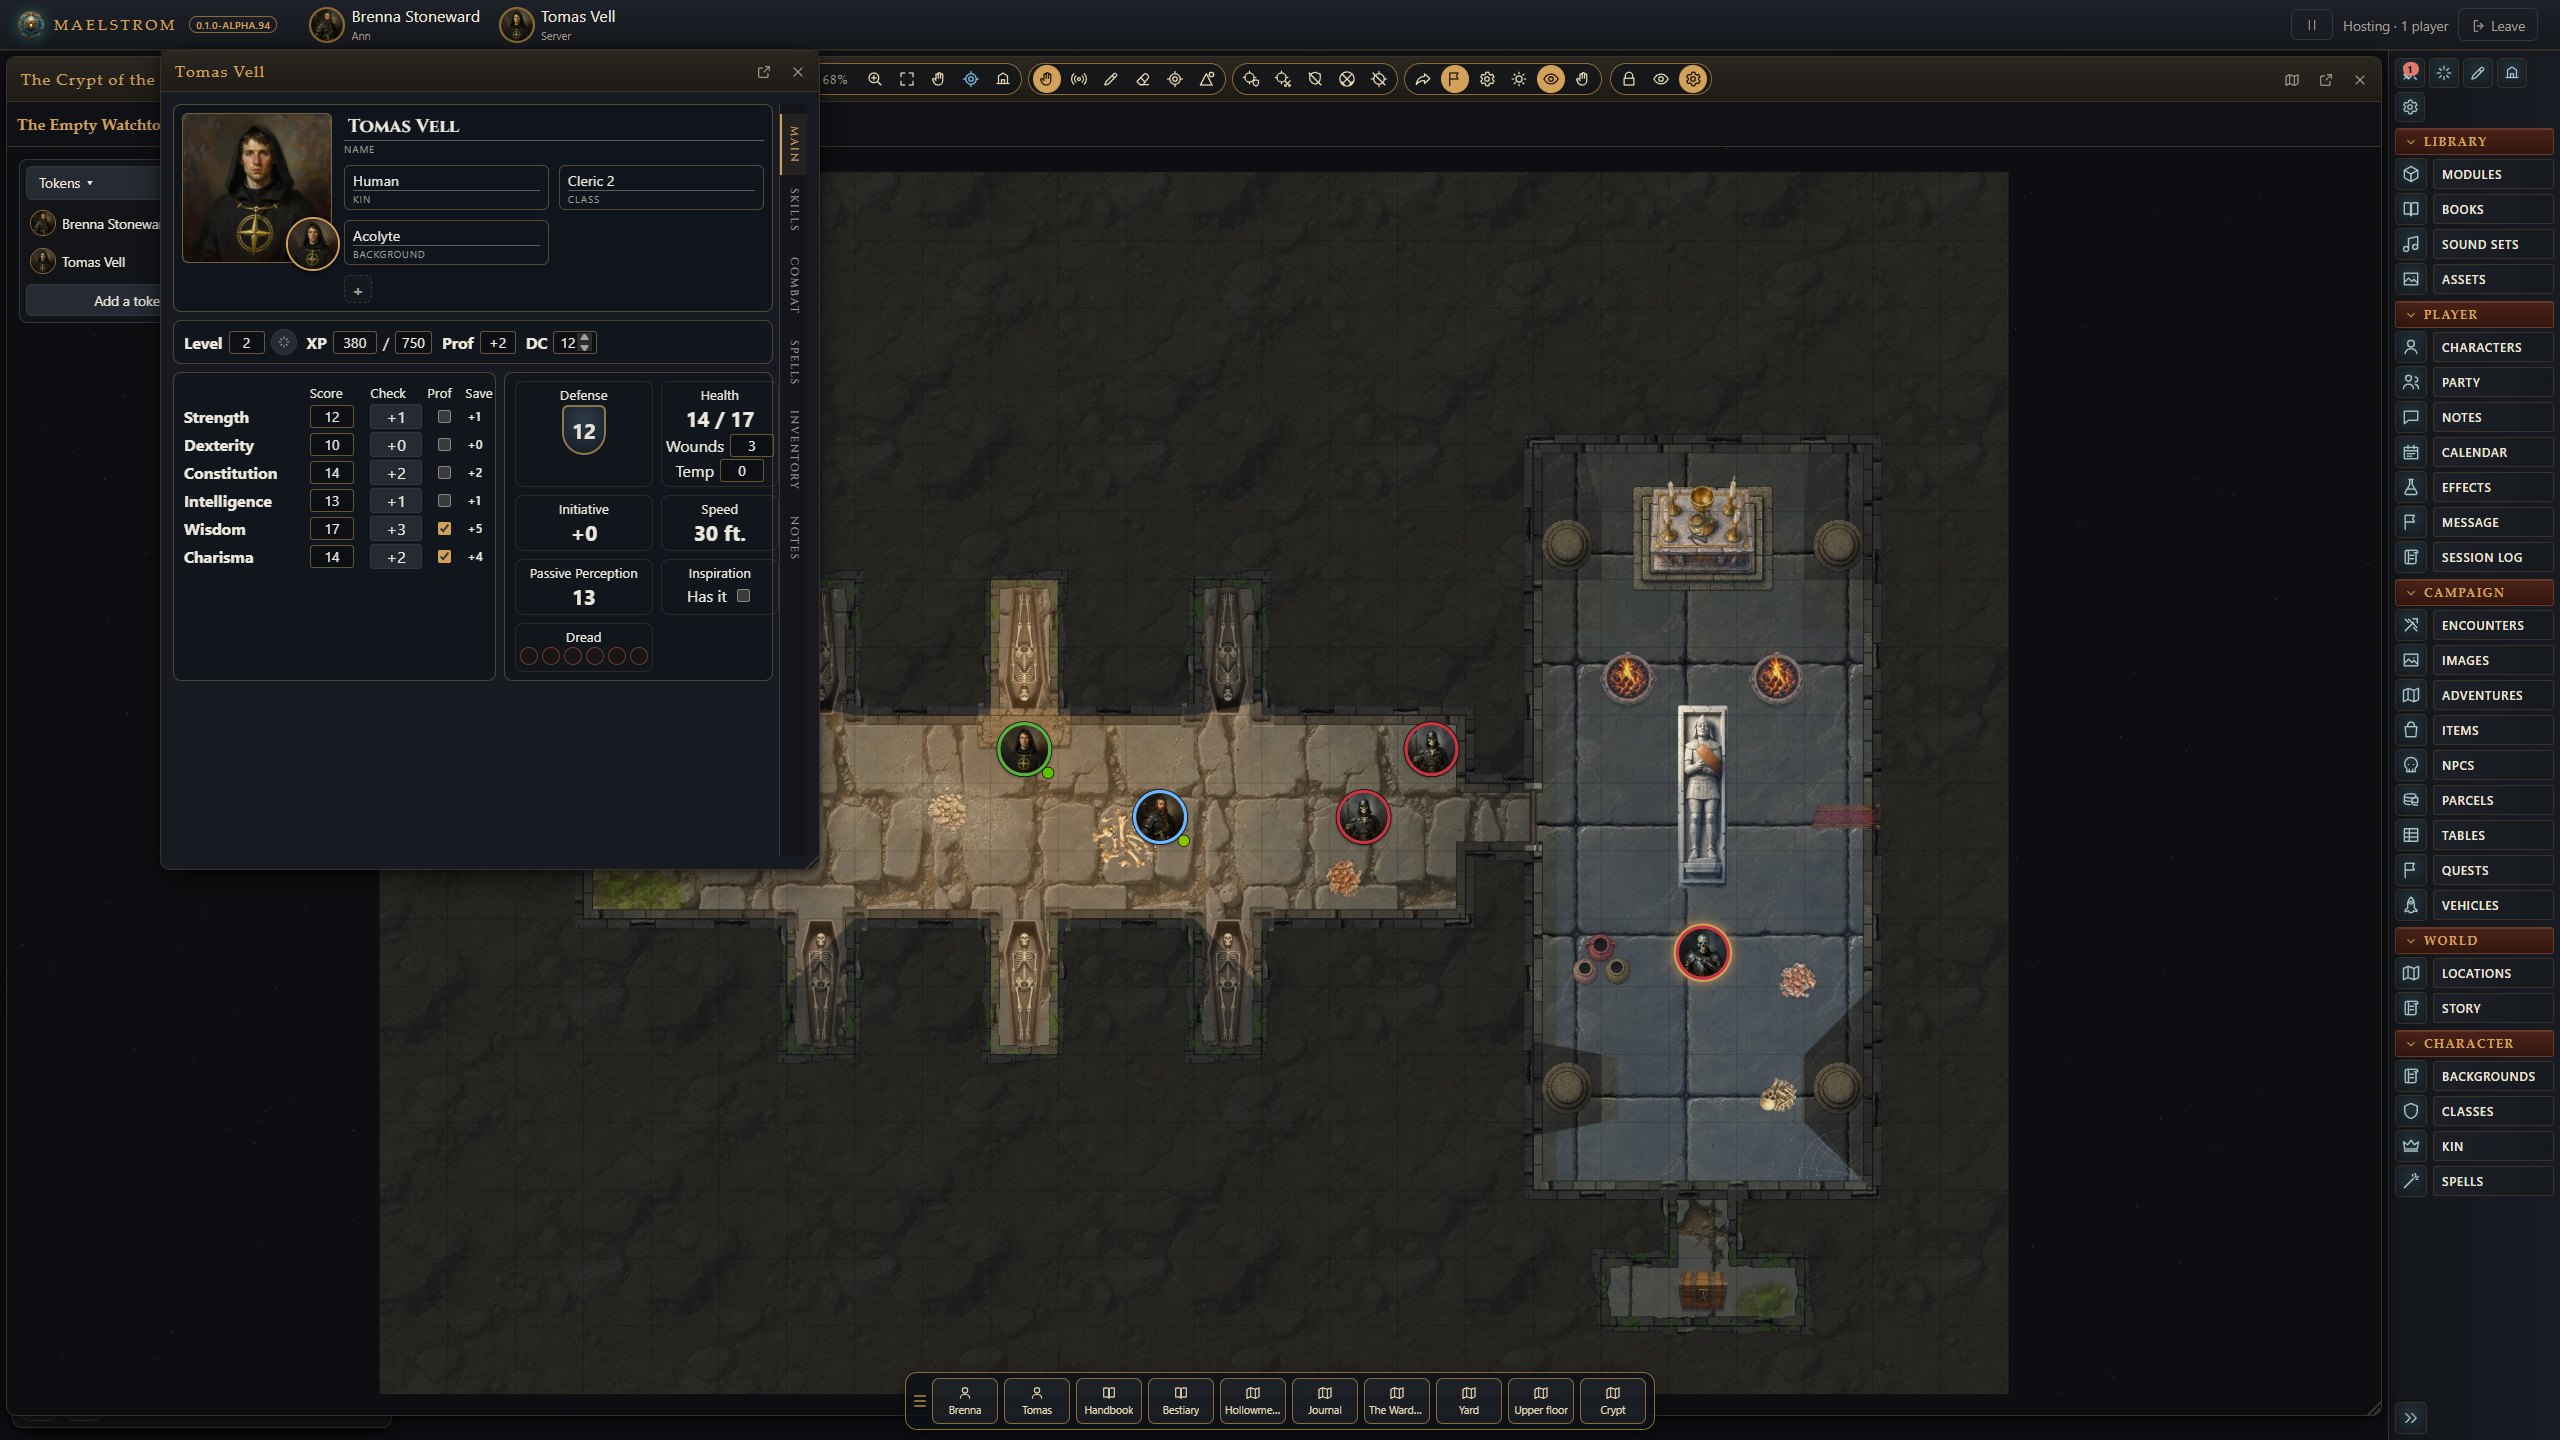 MAELSTROM 0.1.0-ALPHA.94
Brenna Stoneward
Ann
Tomas Vell
Server
Hosting · 1 player
Leave
The Crypt of the
The Empty Watchto
Tokens
Brenna Stonewar
Tomas Vell
Add a toke
Tomas Vell
TOMAS VELL
NAME
Human
KIN
Cleric 2
CLASS
Acolyte
BACKGROUND
+
Level 2 XP 380 / 750 Prof +2 DC 12
Score Check Prof Save
Strength 12 +1 +1
Dexterity 10 +0 +0
Constitution 14 +2 +2
Intelligence 13 +1 +1
Wisdom 17 +3 +5
Charisma 14 +2 +4
Defense
12
Health
14 / 17
Wounds 3
Temp 0
Initiative
+0
Speed
30 ft.
Passive Perception
13
Inspiration
Has it
Dread
MAIN
SKILLS
COMBAT
SPELLS
INVENTORY
NOTES
68%
1
LIBRARY
MODULES
BOOKS
SOUND SETS
ASSETS
PLAYER
CHARACTERS
PARTY
NOTES
CALENDAR
EFFECTS
MESSAGE
SESSION LOG
CAMPAIGN
ENCOUNTERS
IMAGES
ADVENTURES
ITEMS
NPCS
PARCELS
TABLES
QUESTS
VEHICLES
WORLD
LOCATIONS
STORY
CHARACTER
BACKGROUNDS
CLASSES
KIN
SPELLS
Brenna
Tomas
Handbook
Bestiary
Hollowme...
Journal
The Ward...
Yard
Upper floor
Crypt